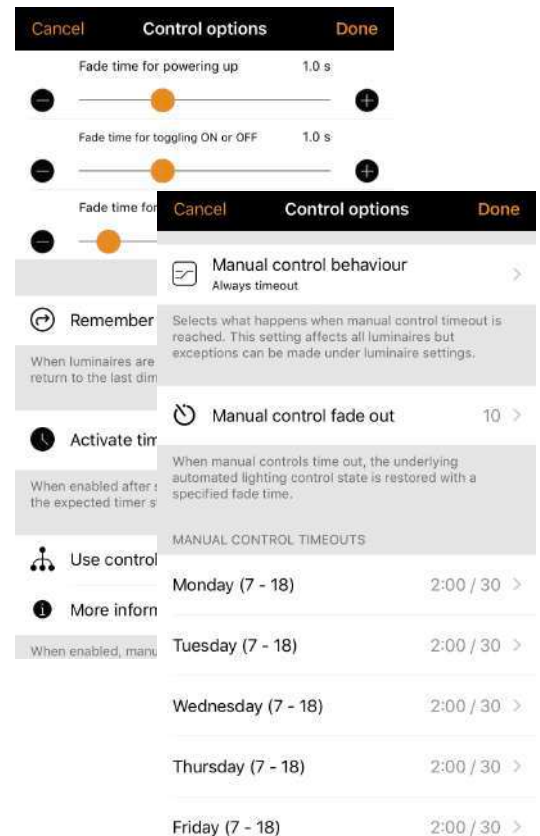 Cancel Control options Done
Fade time for powering up 1.0 s
Fade time for toggling ON or OFF 1.0 s
Fade time for
Remember
When luminaires are
return to the last dim
Activate tim
When enabled after
the expected timer
Use control
More inform
When enabled, manu
Cancel Control options Done
Manual control behaviour
Always timeout
Selects what happens when manual control timeout is
reached. This setting affects all luminaires but
exceptions can be made under luminaire settings.
Manual control fade out 10
When manual controls time out, the underlying
automated lighting control state is restored with a
specified fade time.
MANUAL CONTROL TIMEOUTS
Monday (7 - 18) 2:00 / 30
Tuesday (7 - 18) 2:00 / 30
Wednesday (7 - 18) 2:00 / 30
Thursday (7 - 18) 2:00 / 30
Friday (7 - 18) 2:00 / 30